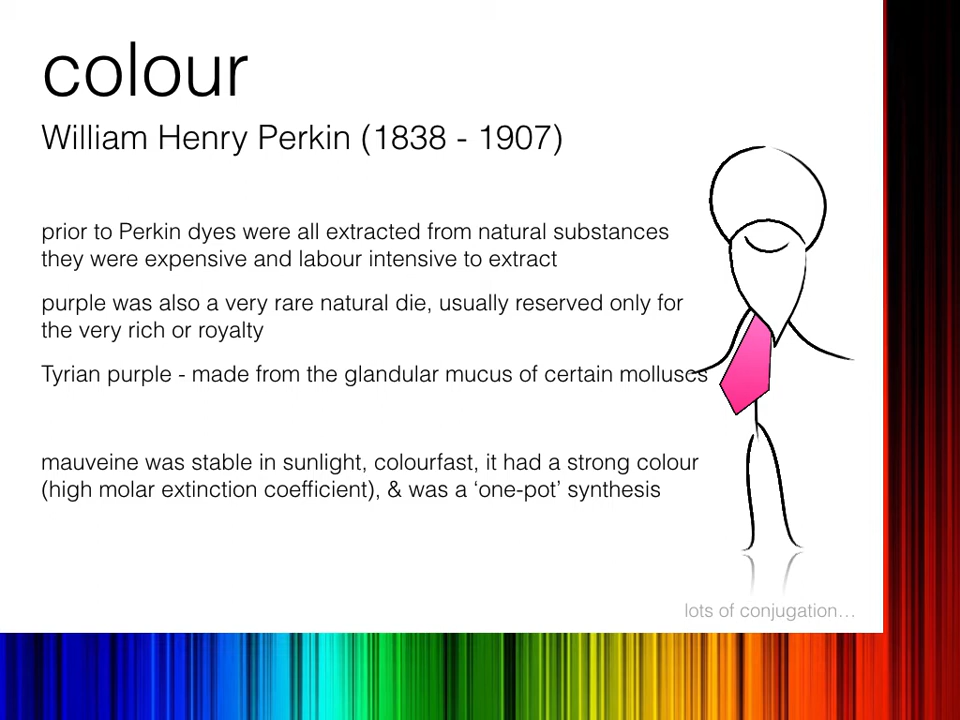 colour
William Henry Perkin (1838 - 1907)
prior to Perkin dyes were all extracted from natural substances
they were expensive and labour intensive to extract
purple was also a very rare natural die, usually reserved only for
the very rich or royalty
Tyrian purple - made from the glandular mucus of certain molluscs
mauveine was stable in sunlight, colourfast, it had a strong colour
(high molar extinction coefficient), & was a ‘one-pot’ synthesis
lots of conjugation…